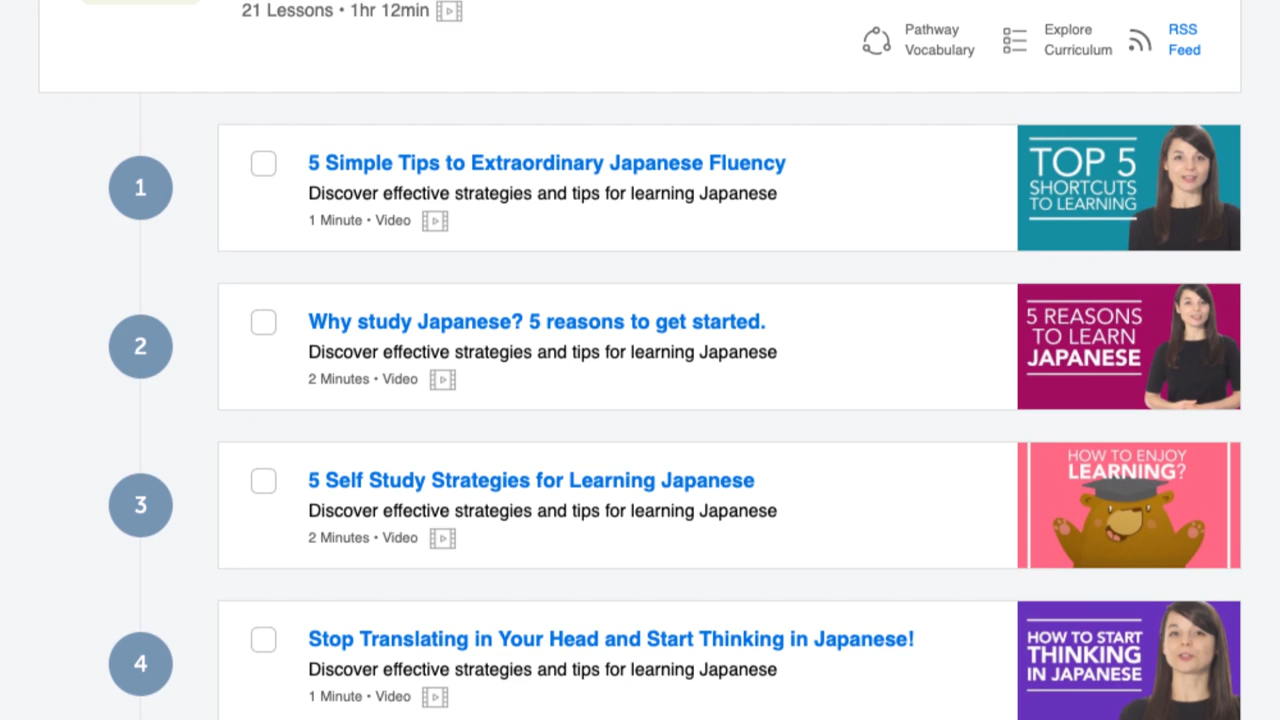 21 Lessons • 1hr 12min
Pathway
Vocabulary
Explore
Curriculum
RSS
Feed
1
5 Simple Tips to Extraordinary Japanese Fluency
Discover effective strategies and tips for learning Japanese
1 Minute • Video
TOP 5
SHORTCUTS
TO LEARNING
2
Why study Japanese? 5 reasons to get started.
Discover effective strategies and tips for learning Japanese
2 Minutes • Video
5 REASONS
TO LEARN
JAPANESE
3
5 Self Study Strategies for Learning Japanese
Discover effective strategies and tips for learning Japanese
2 Minutes • Video
HOW TO ENJOY
LEARNING?
4
Stop Translating in Your Head and Start Thinking in Japanese!
Discover effective strategies and tips for learning Japanese
1 Minute • Video
HOW TO START
THINKING
IN JAPANESE